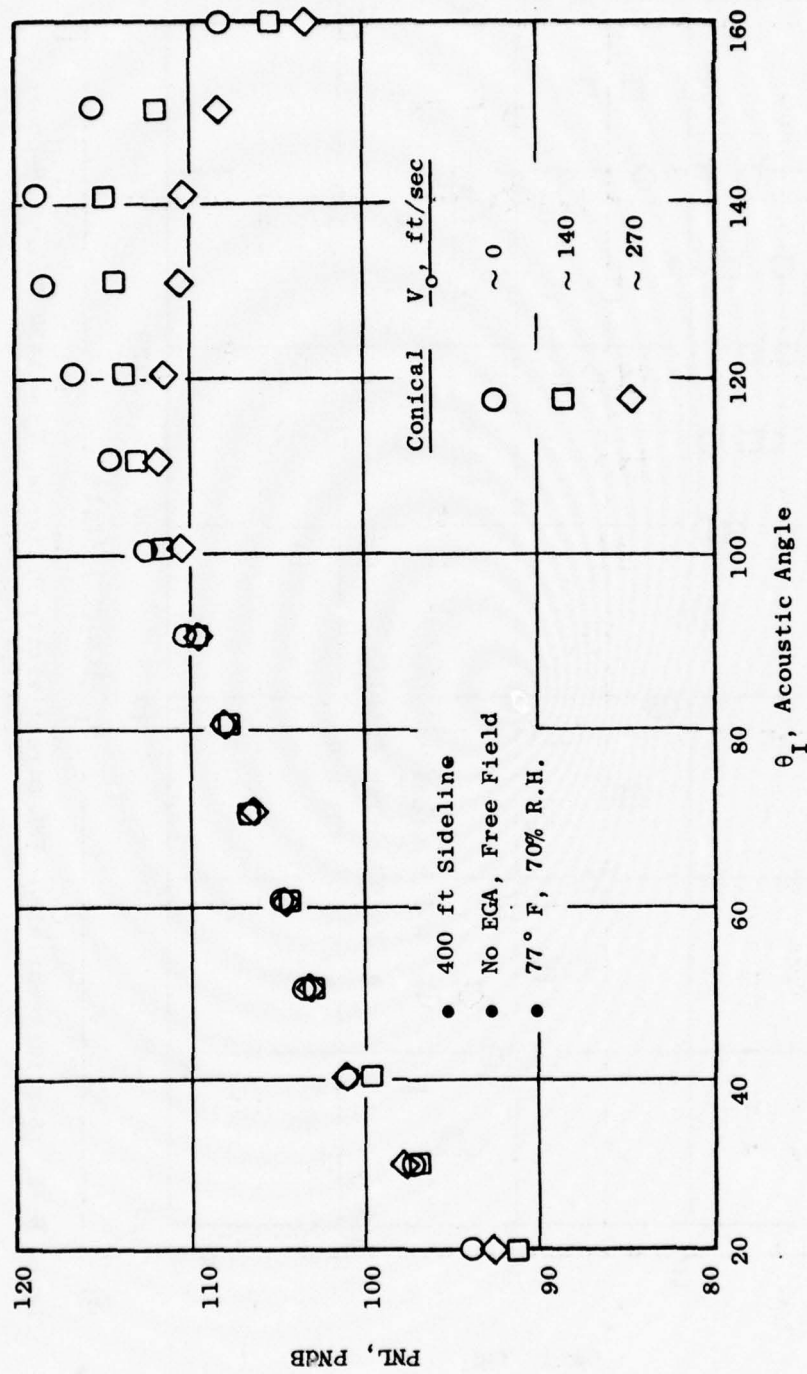 120
110
100
90
80
PNL, PNdB
20
40
60
80
100
120
140
160
θI, Acoustic Angle
• 400 ft Sideline
• No EGA, Free Field
• 77° F, 70% R.H.
Conical Vo, ft/sec
~ 0
~ 140
~ 270